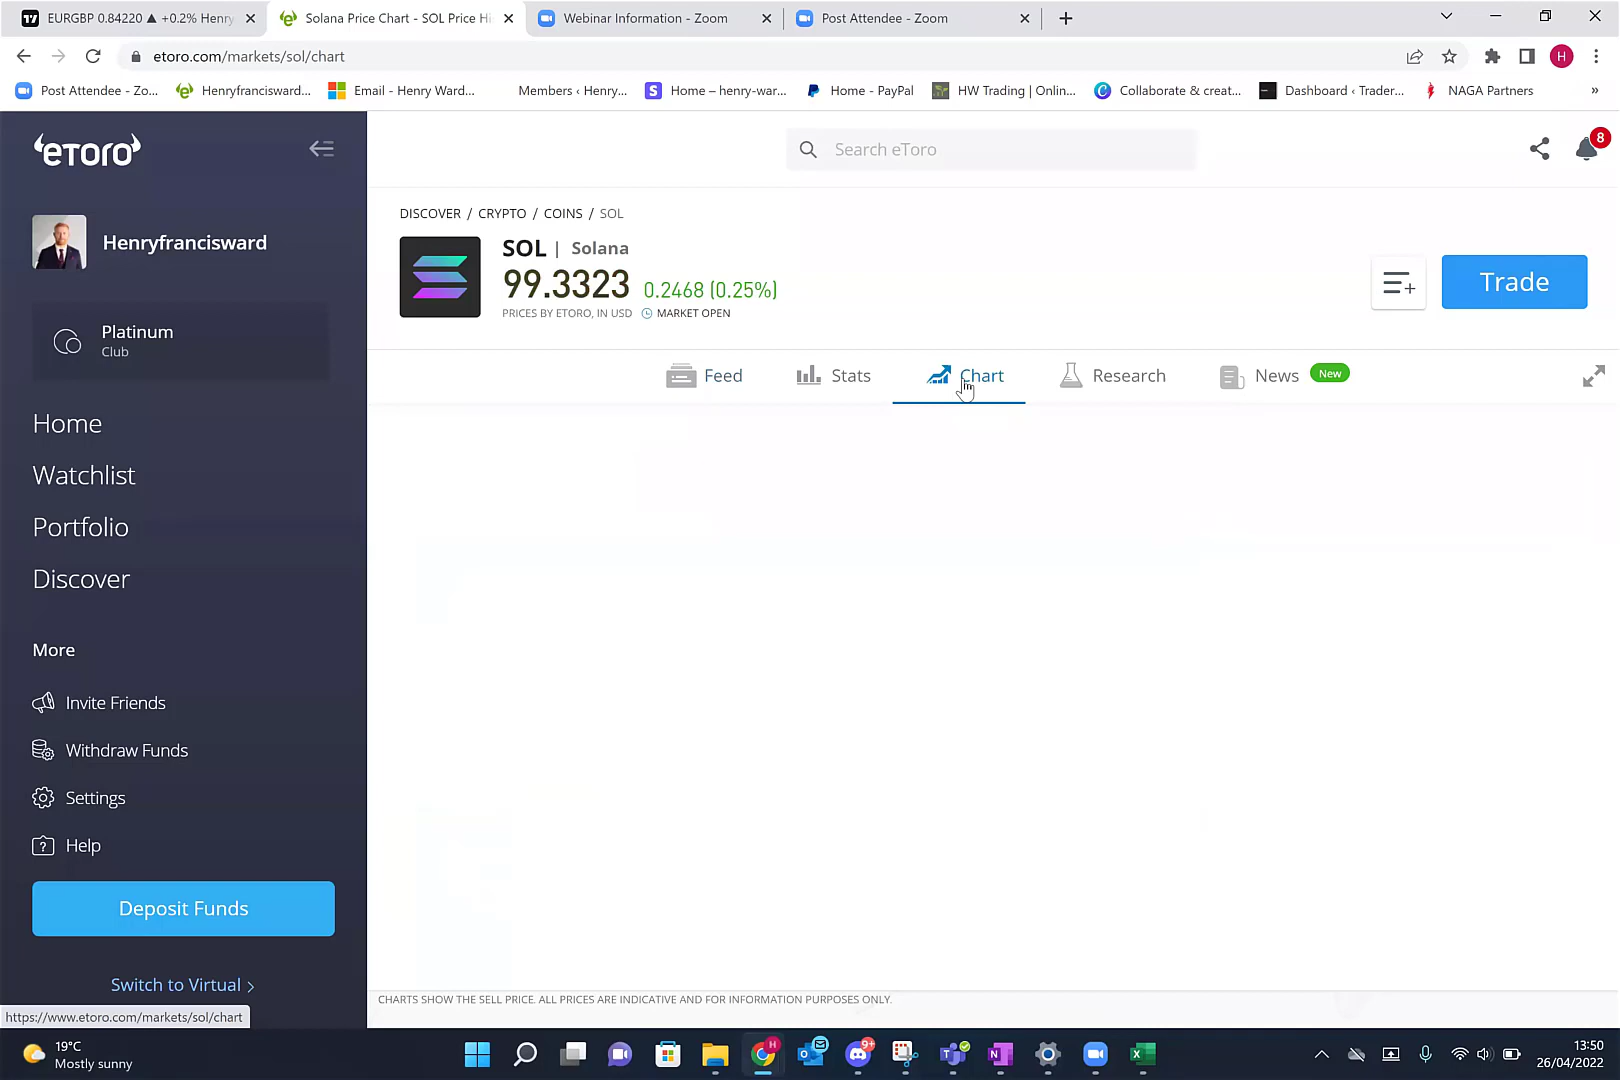 EURGBP 0.84220 ▲ +0.2% Henry
Solana Price Chart - SOL Price Hi
Webinar Information - Zoom
Post Attendee - Zoom
etoro.com/markets/sol/chart
H
Post Attendee - Zo...
Henryfrancisward...
Email - Henry Ward...
Members ‹ Henry...
Home – henry-war...
Home - PayPal
HW Trading | Onlin...
Collaborate & creat...
Dashboard ‹ Trader...
NAGA Partners
»
eToro
Search eToro
8
Henryfrancisward
Platinum
Club
Home
Watchlist
Portfolio
Discover
More
Invite Friends
Withdraw Funds
Settings
Help
Deposit Funds
Switch to Virtual >
https://www.etoro.com/markets/sol/chart
DISCOVER / CRYPTO / COINS / SOL
SOL | Solana
99.3323 0.2468 (0.25%)
PRICES BY ETORO, IN USD MARKET OPEN
Trade
Feed
Stats
Chart
Research
News New
CHARTS SHOW THE SELL PRICE. ALL PRICES ARE INDICATIVE AND FOR INFORMATION PURPOSES ONLY.
19°C
Mostly sunny
H
9+
13:50
26/04/2022